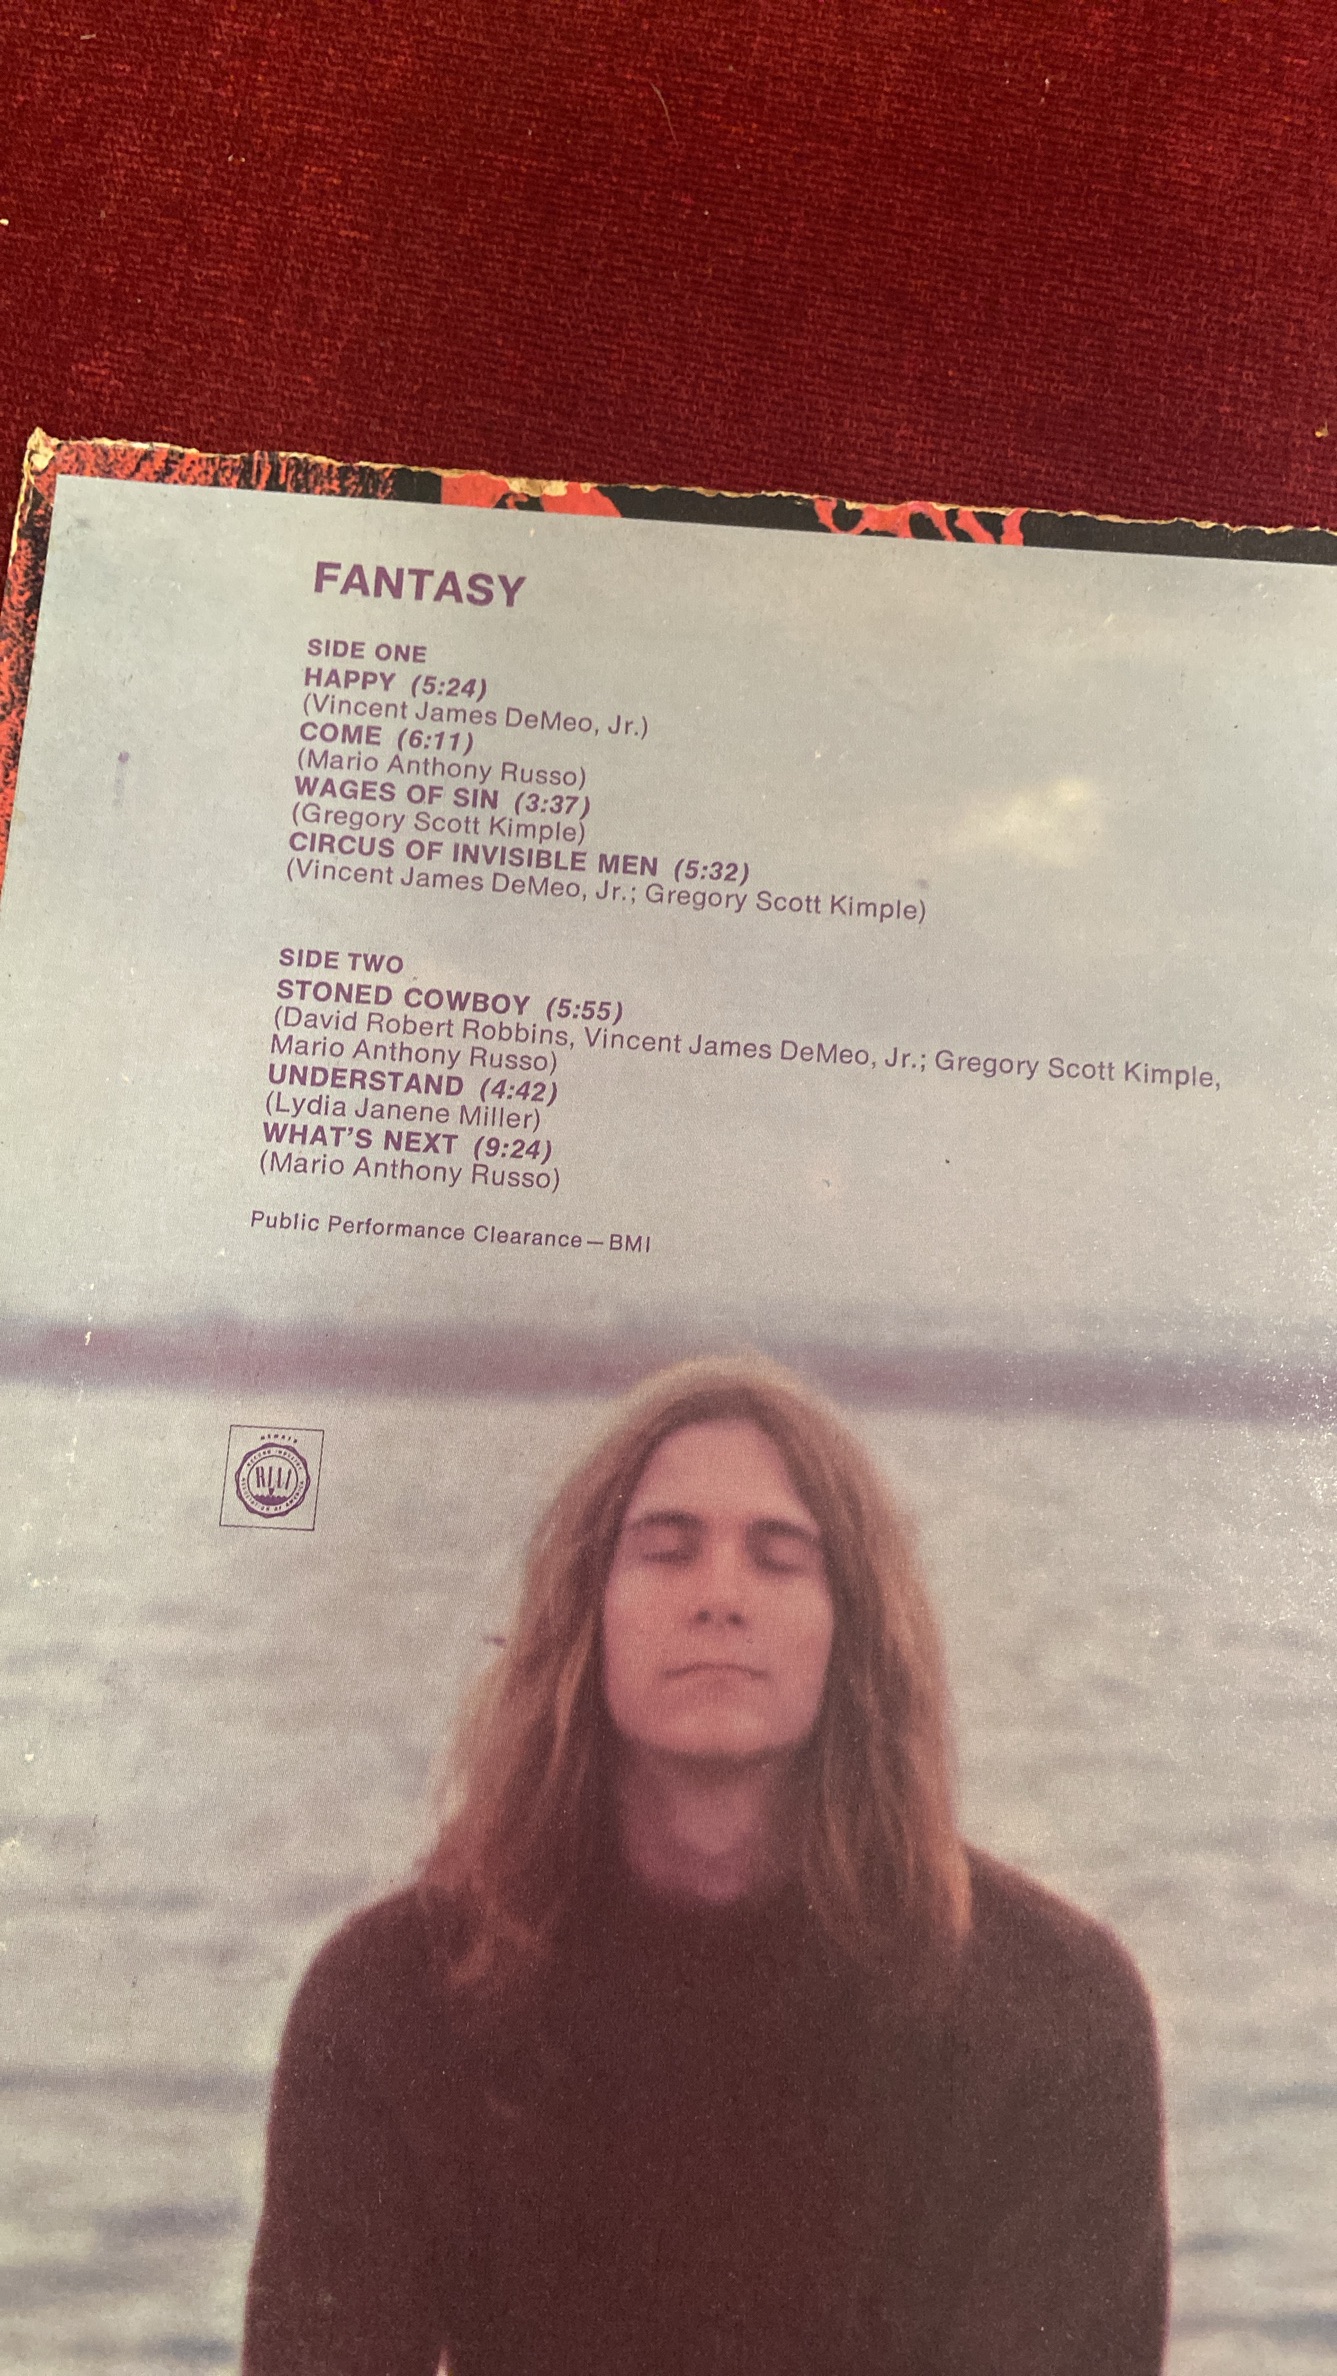 FANTASY
SIDE ONE
HAPPY (5:24)
(Vincent James DeMeo, Jr.)
COME (6:11)
(Mario Anthony Russo)
WAGES OF SIN (3:37)
(Gregory Scott Kimple)
CIRCUS OF INVISIBLE MEN (5:32)
(Vincent James DeMeo, Jr.; Gregory Scott Kimple)
SIDE TWO
STONED COWBOY (5:55)
(David Robert Robbins, Vincent James DeMeo, Jr.; Gregory Scott Kimple,
Mario Anthony Russo)
UNDERSTAND (4:42)
(Lydia Janene Miller)
WHAT'S NEXT (9:24)
(Mario Anthony Russo)
Public Performance Clearance—BMI